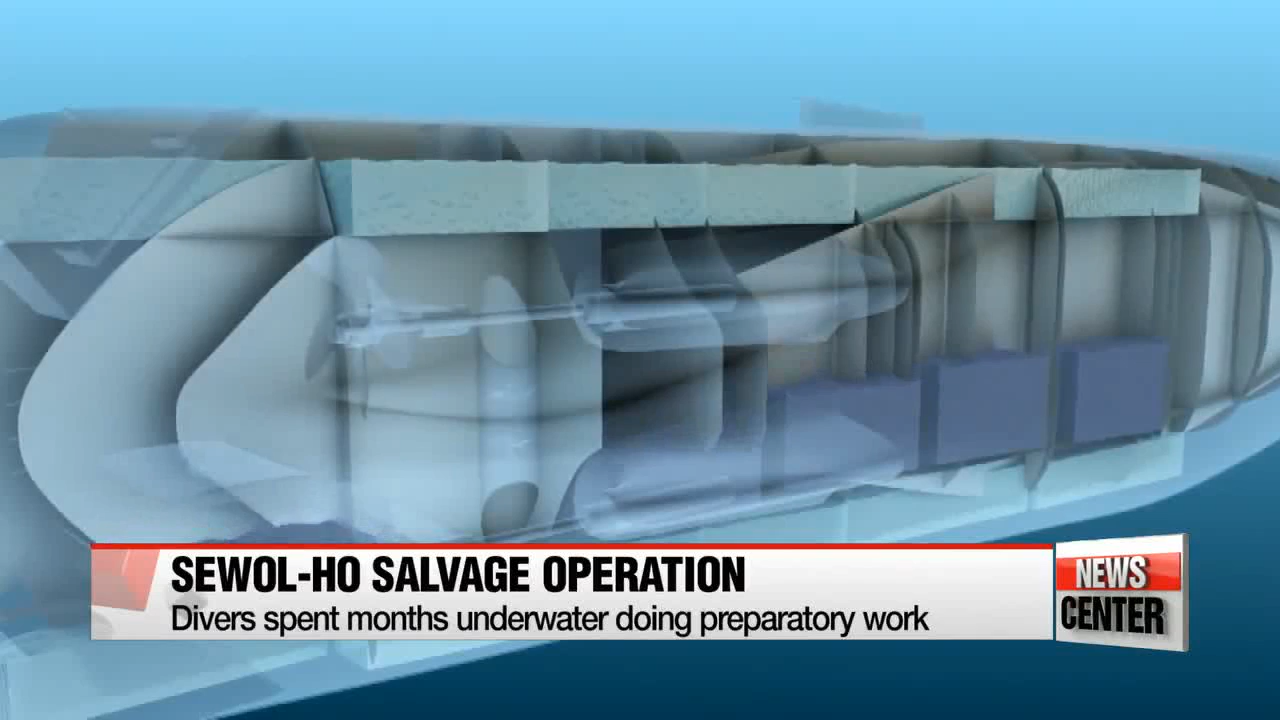 SEWOL-HO SALVAGE OPERATION
Divers spent months underwater doing preparatory work
NEWS
CENTER